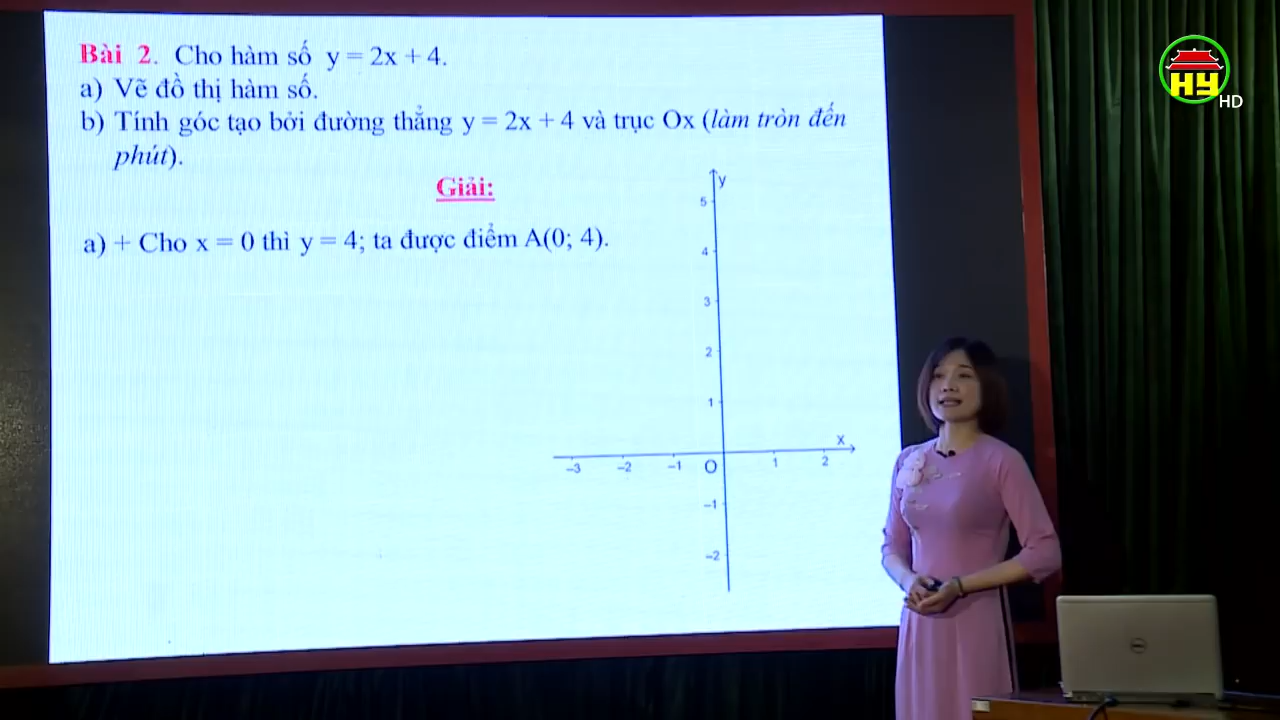 Bài 2. Cho hàm số y = 2x + 4.
a) Vẽ đồ thị hàm số.
b) Tính góc tạo bởi đường thẳng y = 2x + 4 và trục Ox (làm tròn đến
phút).
Giải:
a) + Cho x = 0 thì y = 4; ta được điểm A(0; 4).
y
5
4
3
2
1
x
-3 -2 -1 O 1 2
-1
-2
HY
HD
DELL